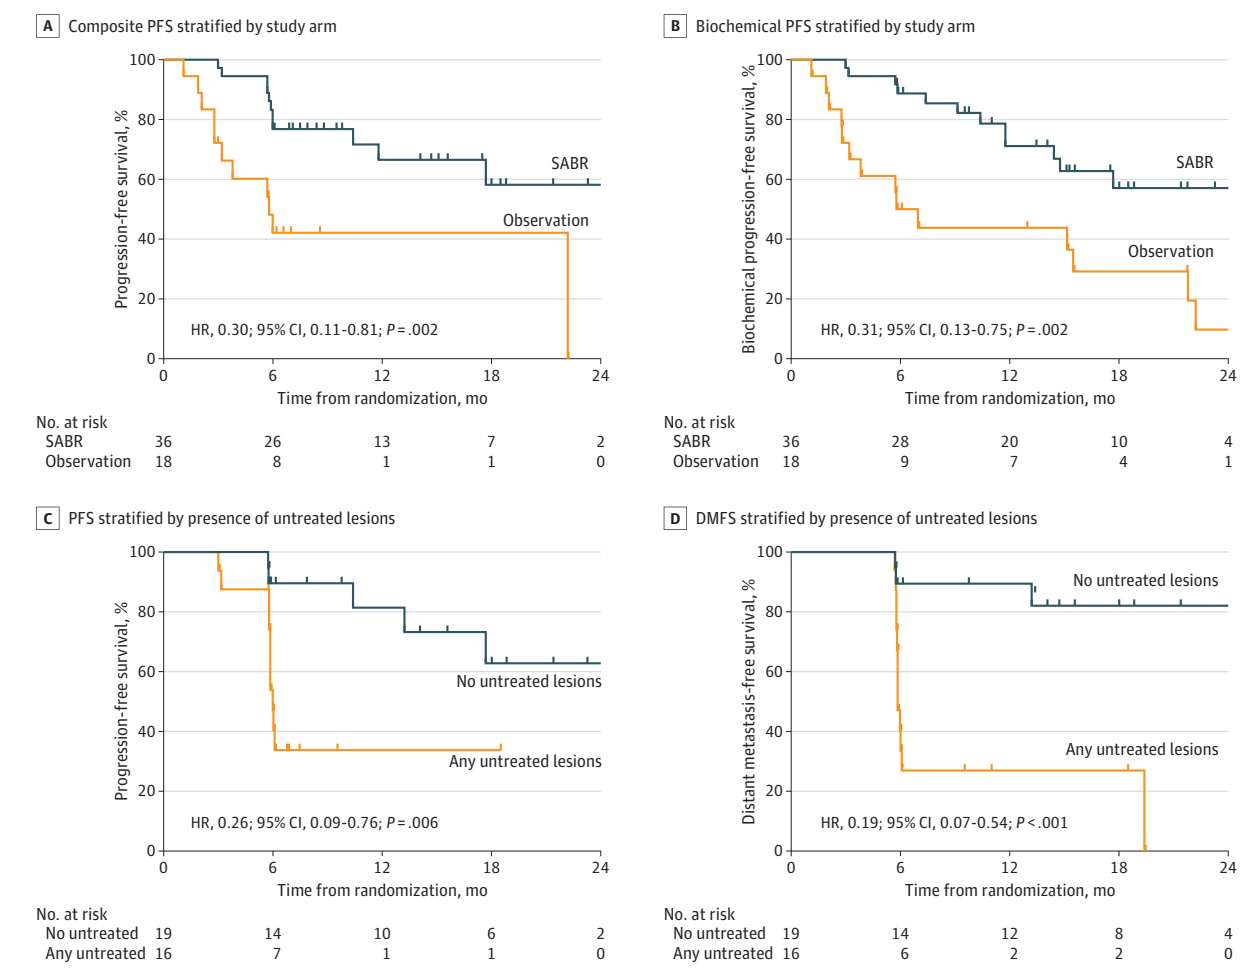 A Composite PFS stratified by study arm
Progression-free survival, %
100
80
60
40
20
0
SABR
Observation
HR, 0.30; 95% CI, 0.11-0.81; P = .002
0 6 12 18 24
Time from randomization, mo
No. at risk
SABR 36 26 13 7 2
Observation 18 8 1 1 0
B Biochemical PFS stratified by study arm
Biochemical progression-free survival, %
100
80
60
40
20
0
SABR
Observation
HR, 0.31; 95% CI, 0.13-0.75; P = .002
0 6 12 18 24
Time from randomization, mo
No. at risk
SABR 36 28 20 10 4
Observation 18 9 7 4 1
C PFS stratified by presence of untreated lesions
Progression-free survival, %
100
80
60
40
20
0
No untreated lesions
Any untreated lesions
HR, 0.26; 95% CI, 0.09-0.76; P = .006
0 6 12 18 24
Time from randomization, mo
No. at risk
No untreated 19 14 10 6 2
Any untreated 16 7 1 1 0
D DMFS stratified by presence of untreated lesions
Distant metastasis-free survival, %
100
80
60
40
20
0
No untreated lesions
Any untreated lesions
HR, 0.19; 95% CI, 0.07-0.54; P <.001
0 6 12 18 24
Time from randomization, mo
No. at risk
No untreated 19 14 12 8 4
Any untreated 16 6 2 2 0